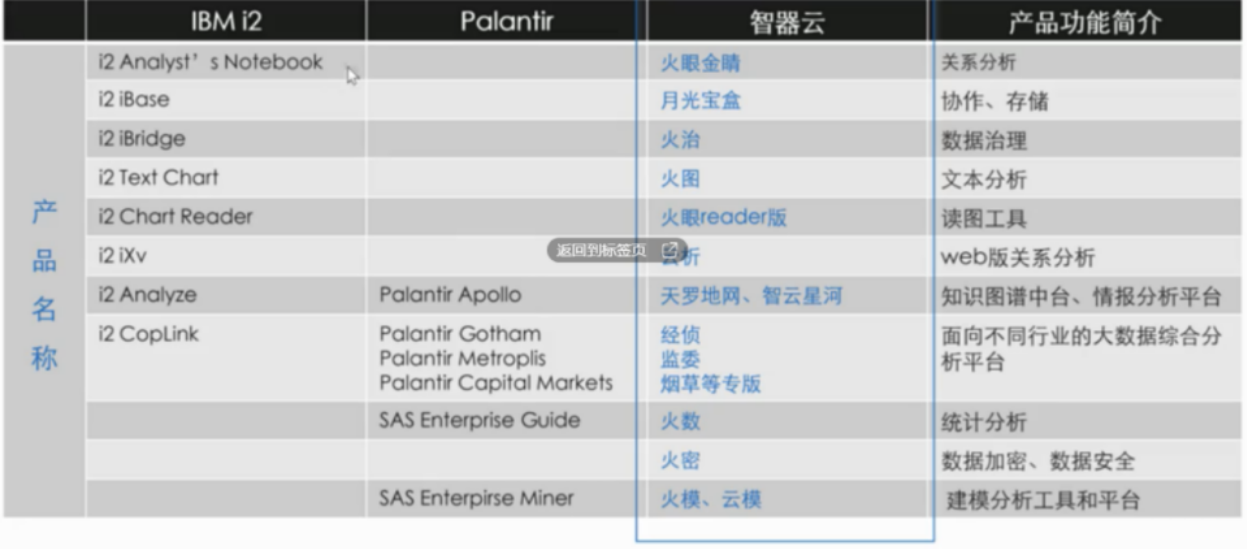 IBM i2 Palantir 智器云 产品功能简介
产品名称
i2 Analyst’s Notebook 火眼金睛 关系分析
i2 iBase 月光宝盒 协作、存储
i2 iBridge 火治 数据治理
i2 Text Chart 火图 文本分析
i2 Chart Reader 火眼reader版 读图工具
返回到标签页
i2 iXv 析 web版关系分析
i2 Analyze Palantir Apollo 天罗地网、智云星河 知识图谱中台、情报分析平台
i2 CopLink Palantir Gotham 经侦 面向不同行业的大数据综合分
Palantir Metroplis 监委 析平台
Palantir Capital Markets 烟草等专版
SAS Enterprise Guide 火数 统计分析
火密 数据加密、数据安全
SAS Enterpirse Miner 火模、云模 建模分析工具和平台